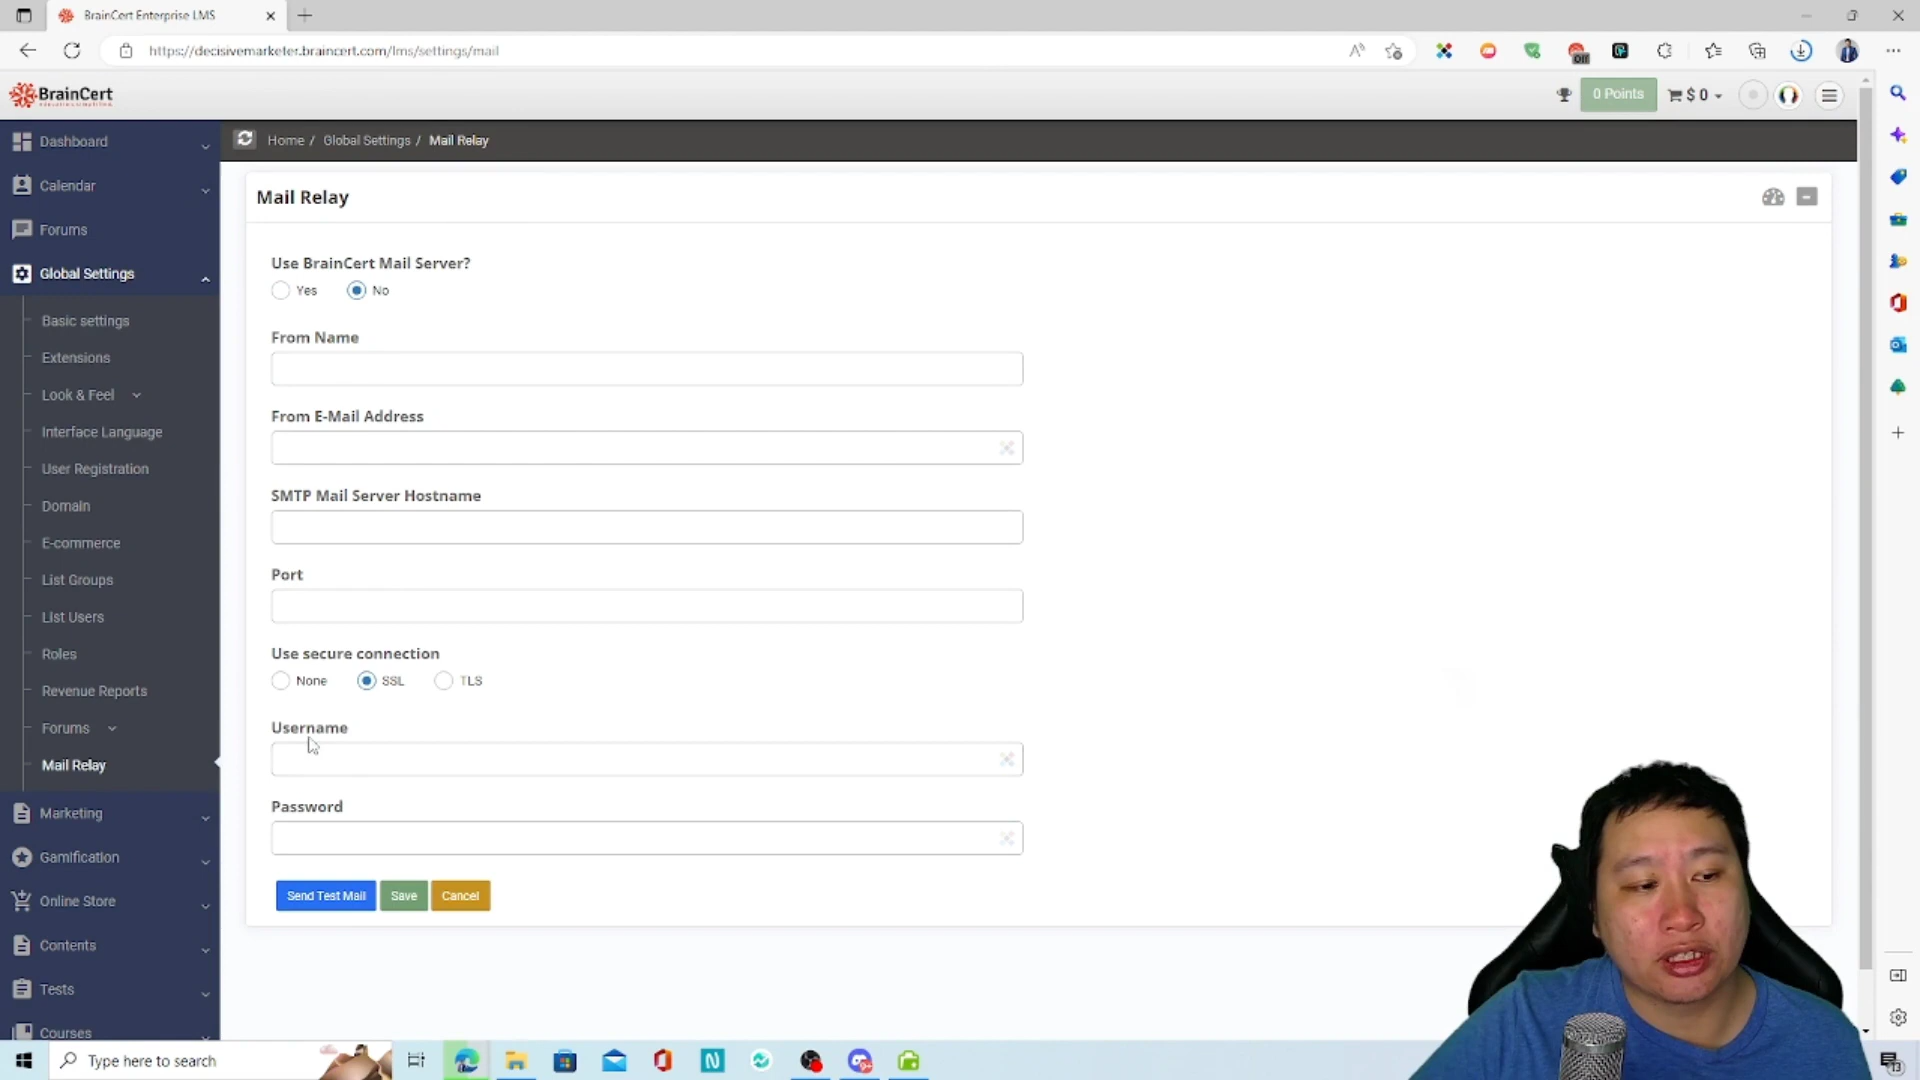 BrainCert Enterprise LMS
https://decisivemarketer.braincert.com/lms/settings/mail
BrainCert
0 Points
$ 0
Dashboard
Calendar
Forums
Global Settings
Basic settings
Extensions
Look & Feel
Interface Language
User Registration
Domain
E-commerce
List Groups
List Users
Roles
Revenue Reports
Forums
Mail Relay
Marketing
Gamification
Online Store
Contents
Tests
Courses
Home / Global Settings / Mail Relay
Mail Relay
Use BrainCert Mail Server?
Yes No
From Name
From E-Mail Address
SMTP Mail Server Hostname
Port
Use secure connection
None SSL TLS
Username
Password
Send Test Mail Save Cancel
Type here to search